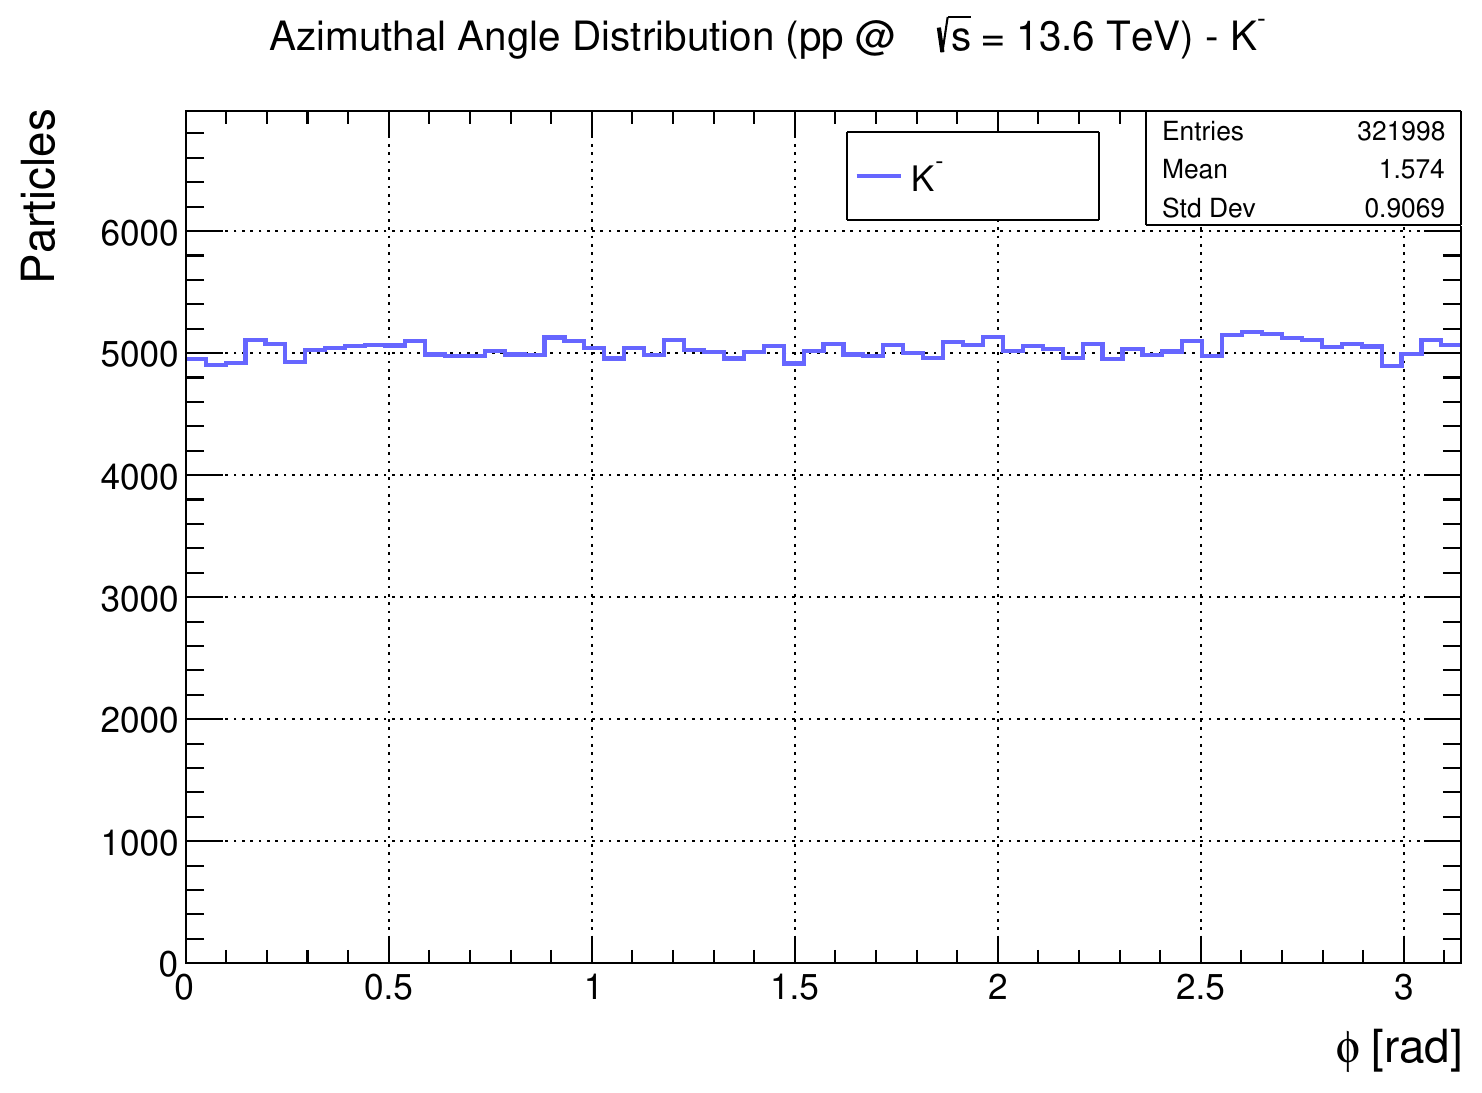 Azimuthal Angle Distribution (pp @ √s = 13.6 TeV) - K⁻
Particles
K⁻
Entries 321998
Mean 1.574
Std Dev 0.9069
6000
5000
4000
3000
2000
1000
0
0 0.5 1 1.5 2 2.5 3
ϕ [rad]